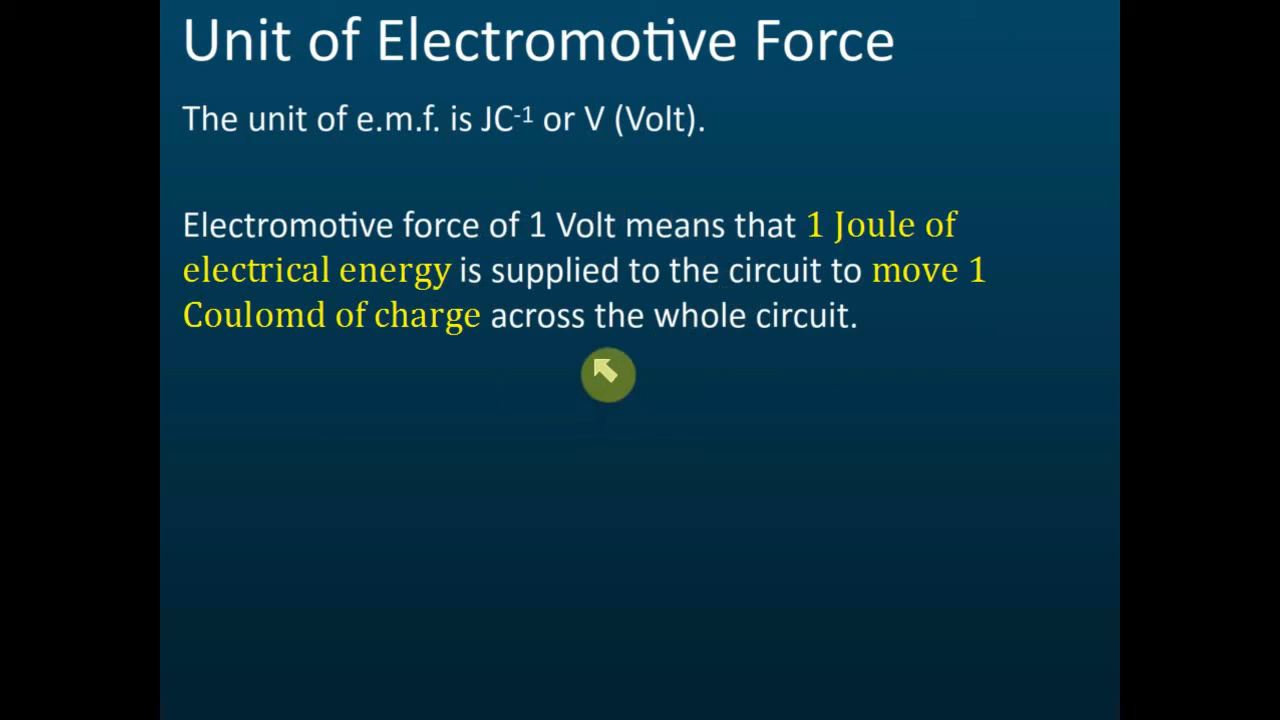 Unit of Electromotive Force
The unit of e.m.f. is JC⁻¹ or V (Volt).
Electromotive force of 1 Volt means that 1 Joule of
electrical energy is supplied to the circuit to move 1
Coulomd of charge across the whole circuit.